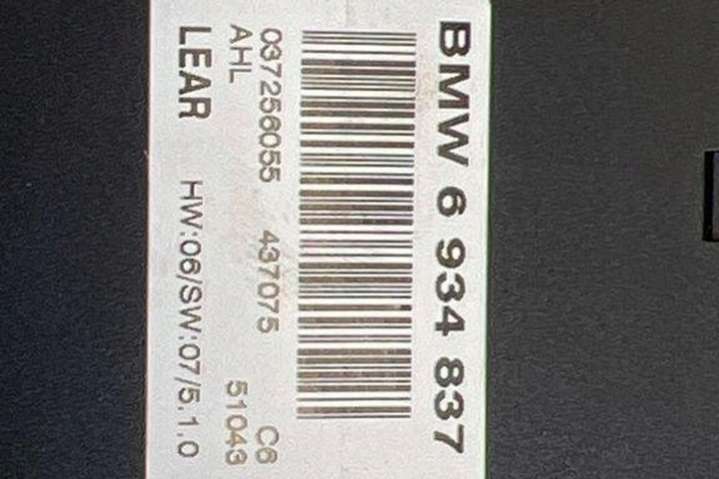 BMW 6 934 837
037256055 437075 C6
AHL 51043
LEAR HW:06/SW:07/5.1.0